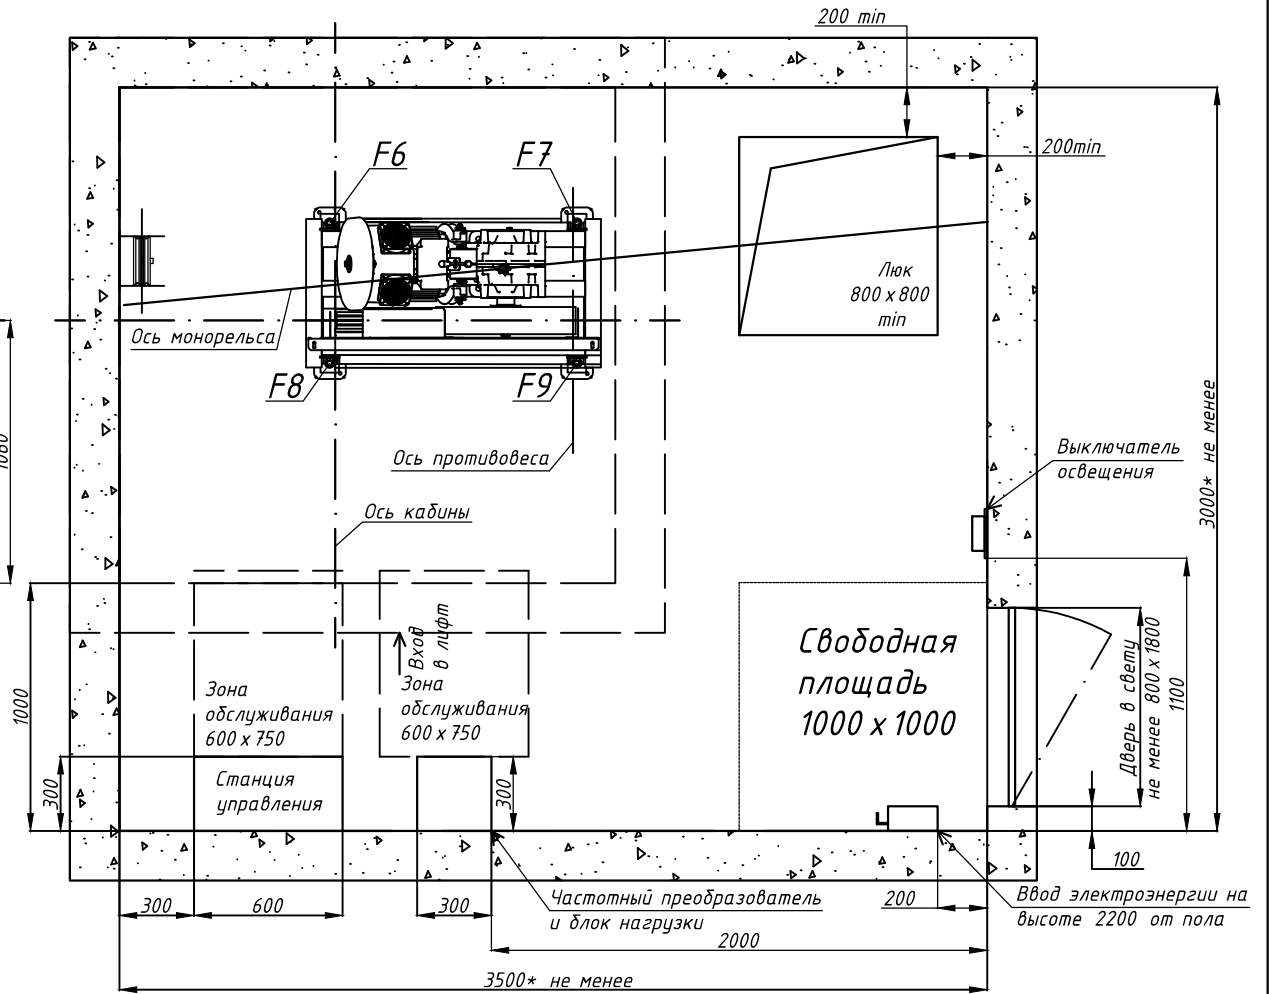 200 min
F6
F7
200min
Люк
800 x 800
min
Ось монорельса
F8
F9
Ось противовеса
Выключатель
освещения
3000* не менее
Ось кабины
1060
Вход
в лифт
Свободная
площадь
1000 x 1000
Дверь в свету
не менее 800 x 1800
1100
1000
Зона
обслуживания
600 x 750
Зона
обслуживания
600 x 750
300
Станция
управления
300
100
300
600
300
Частотный преобразователь
и блок нагрузки
200
Ввод электроэнергии на
высоте 2200 от пола
2000
3500* не менее